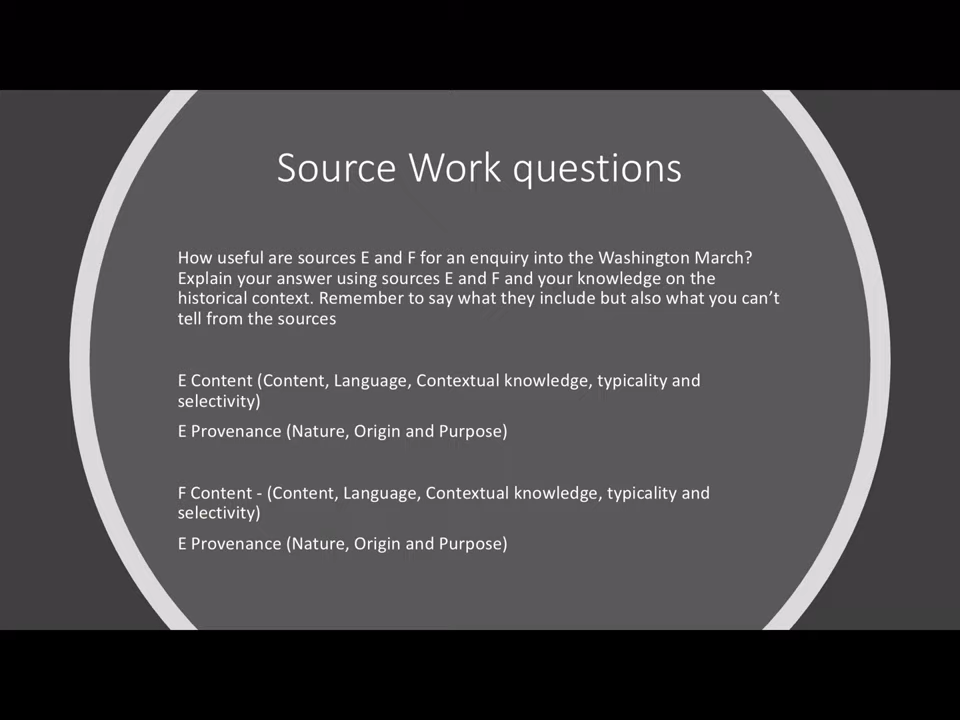 Source Work questions
How useful are sources E and F for an enquiry into the Washington March?
Explain your answer using sources E and F and your knowledge on the
historical context. Remember to say what they include but also what you can’t
tell from the sources
E Content (Content, Language, Contextual knowledge, typicality and
selectivity)
E Provenance (Nature, Origin and Purpose)
F Content - (Content, Language, Contextual knowledge, typicality and
selectivity)
E Provenance (Nature, Origin and Purpose)